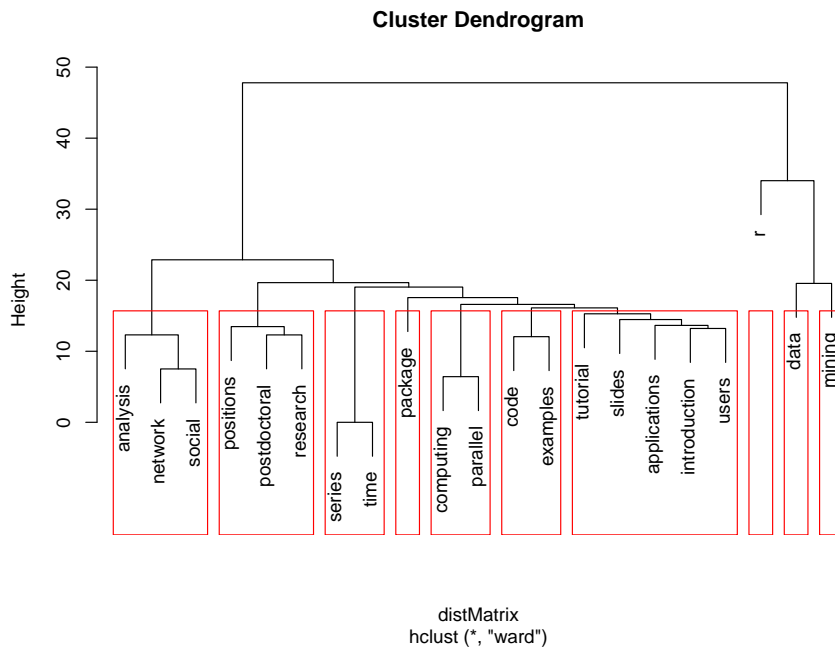 Cluster Dendrogram
Height
50
40
30
20
10
0
analysis
network
social
positions
postdoctoral
research
series
time
package
computing
parallel
code
examples
tutorial
slides
applications
introduction
users
r
data
mining
distMatrix
hclust (*, "ward")